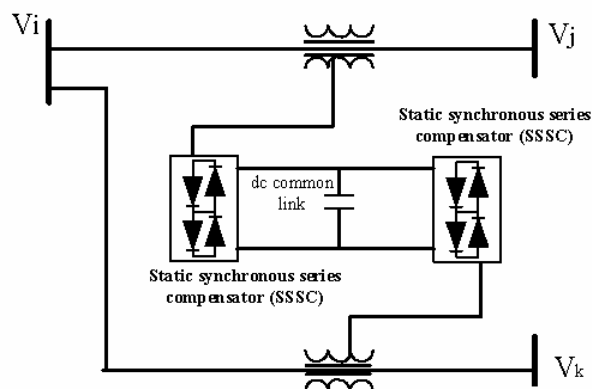 Vi
Vj
Static synchronous series
compensator (SSSC)
dc common
link
Static synchronous series
compensator (SSSC)
Vk